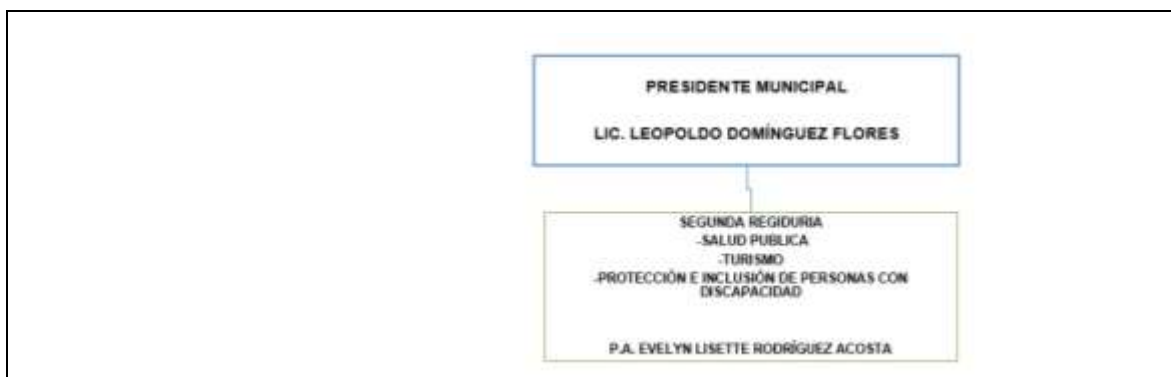 PRESIDENTE MUNICIPAL
LIC. LEOPOLDO DOMÍNGUEZ FLORES
SEGUNDA REGIDURIA
-SALUD PUBLICA
-TURISMO
-PROTECCIÓN E INCLUSIÓN DE PERSONAS CON
DISCAPACIDAD
P.A. EVELYN LISETTE RODRÍGUEZ ACOSTA